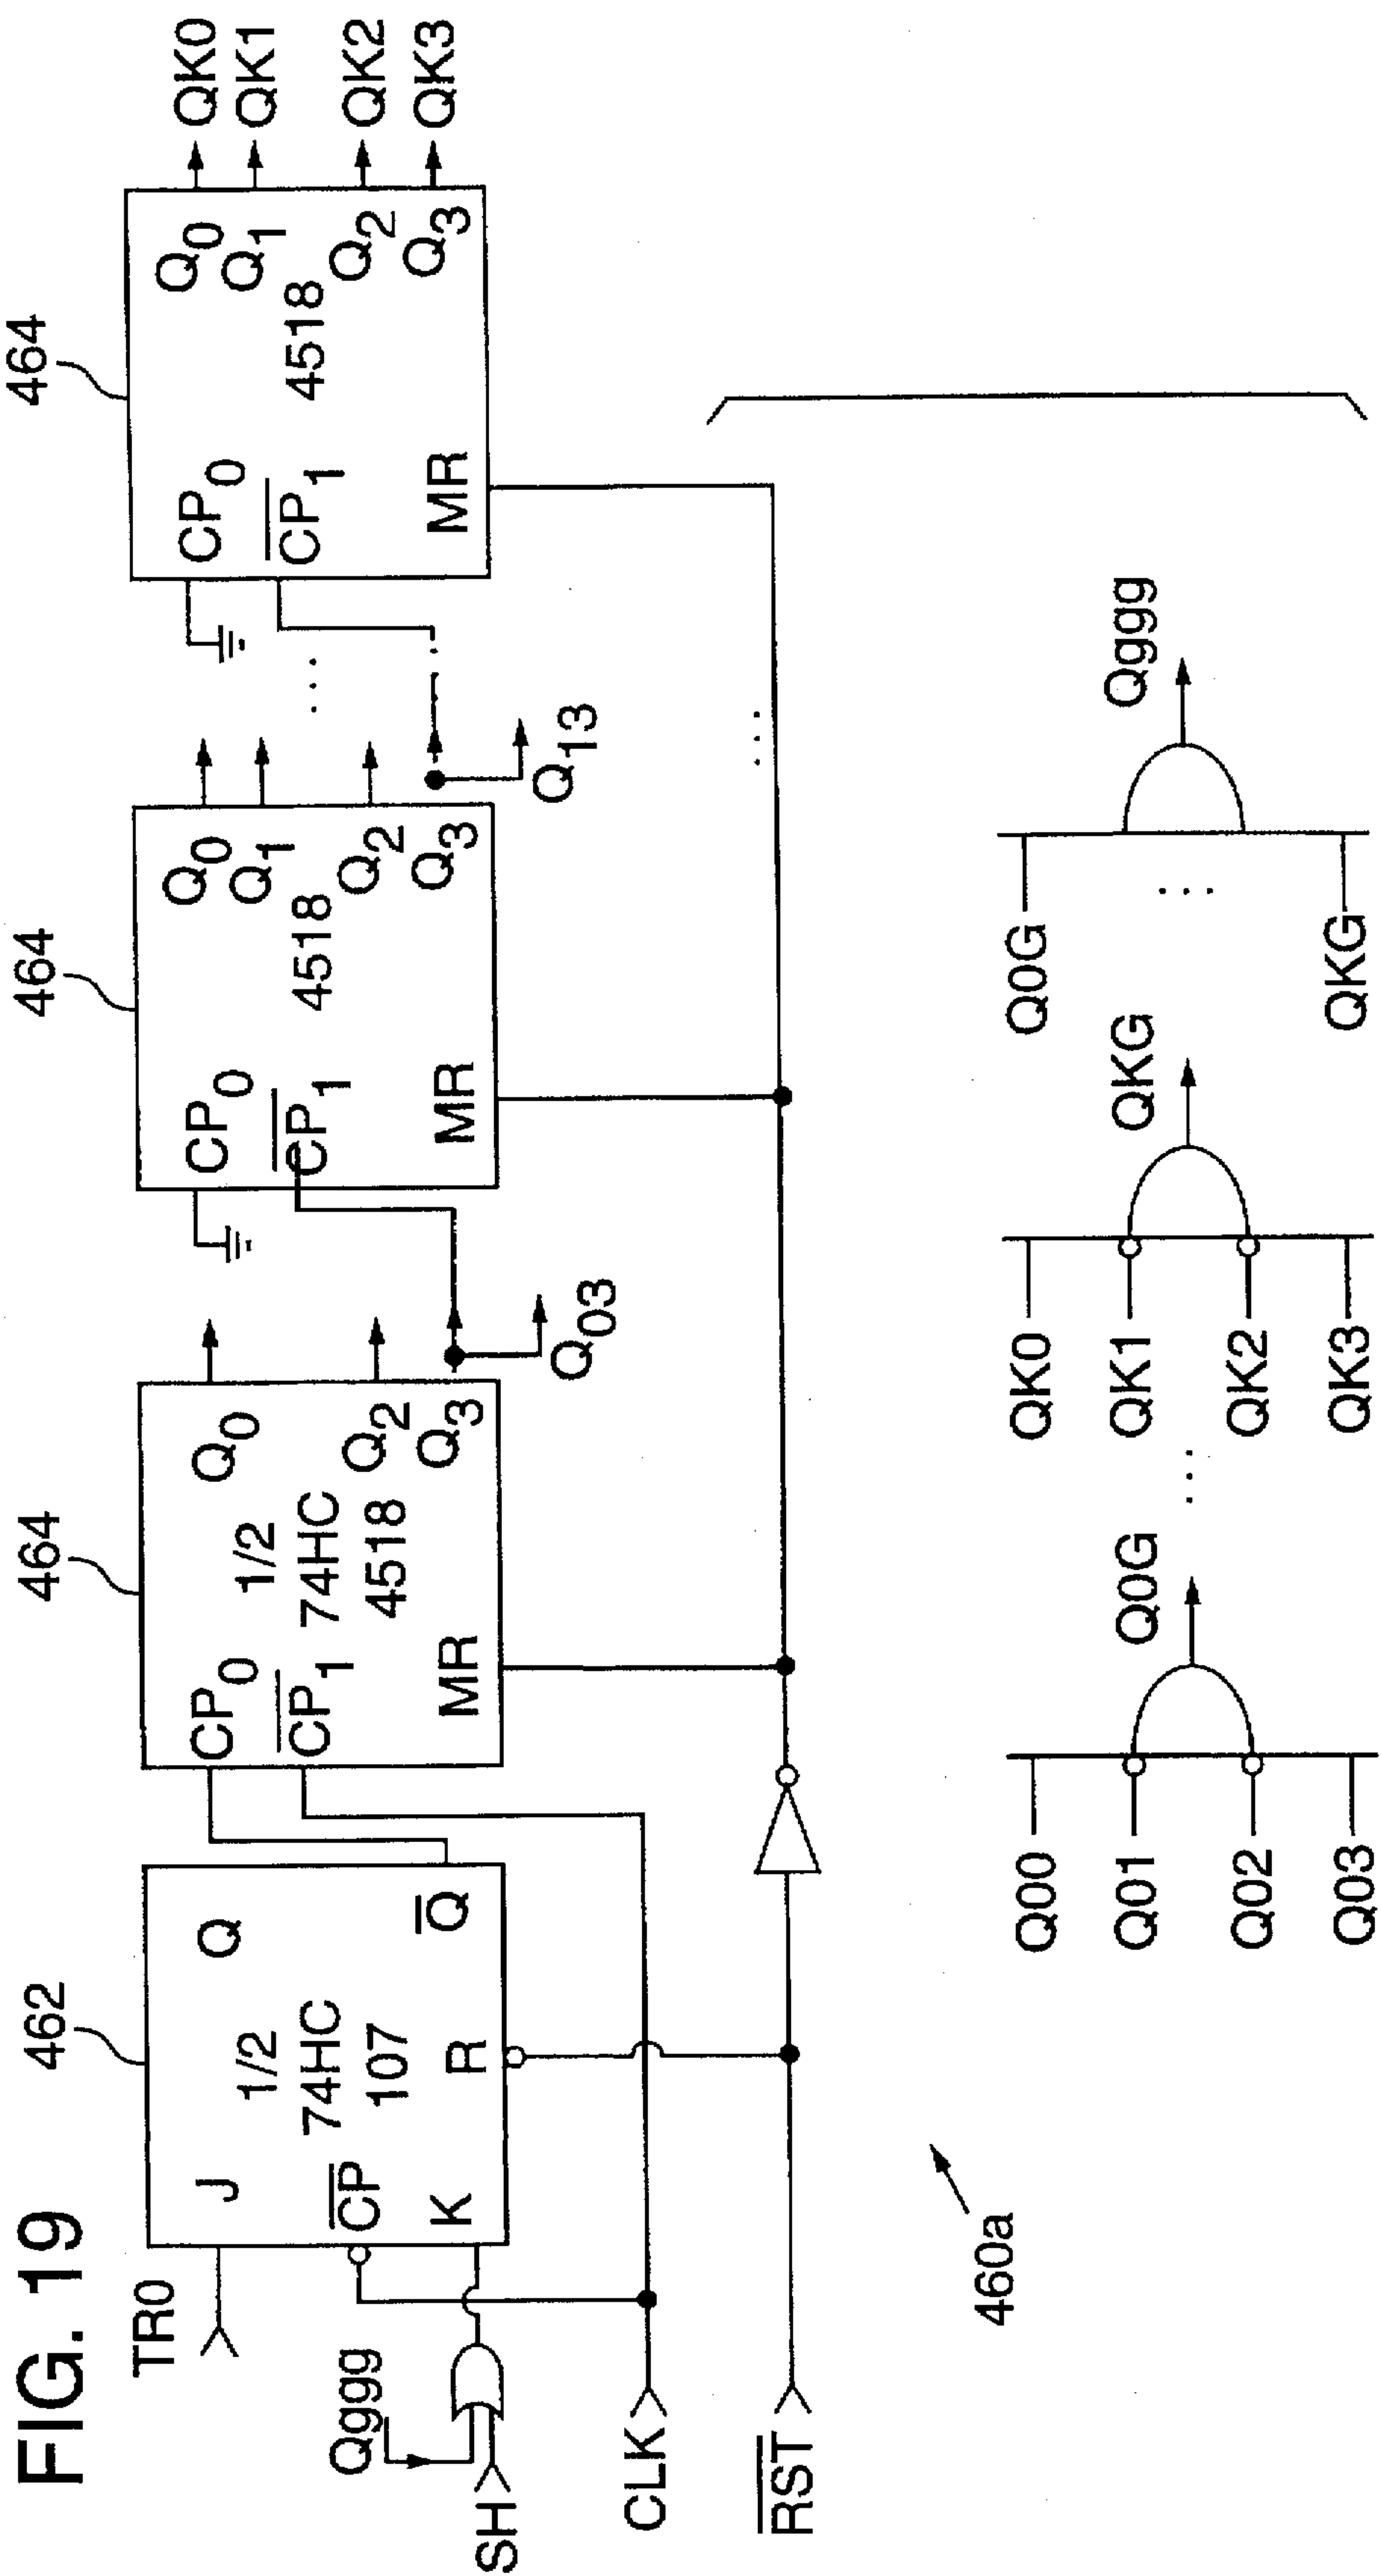 FIG. 19
462
464
464
464
TR0
J
Q
1/2
74HC
107
CP
K
R
Q
Qggg
SH
CLK
RST
CP0
CP1
1/2
74HC
4518
MR
Q0
Q2
Q3
Q03
CP0
CP1
4518
MR
Q0
Q1
Q2
Q3
Q13
...
CP0
CP1
4518
MR
Q0
Q1
Q2
Q3
QK0
QK1
QK2
QK3
...
460a
Q00
Q01
Q02
Q03
Q0G
...
QK0
QK1
QK2
QK3
QKG
Q0G
...
QKG
Qggg